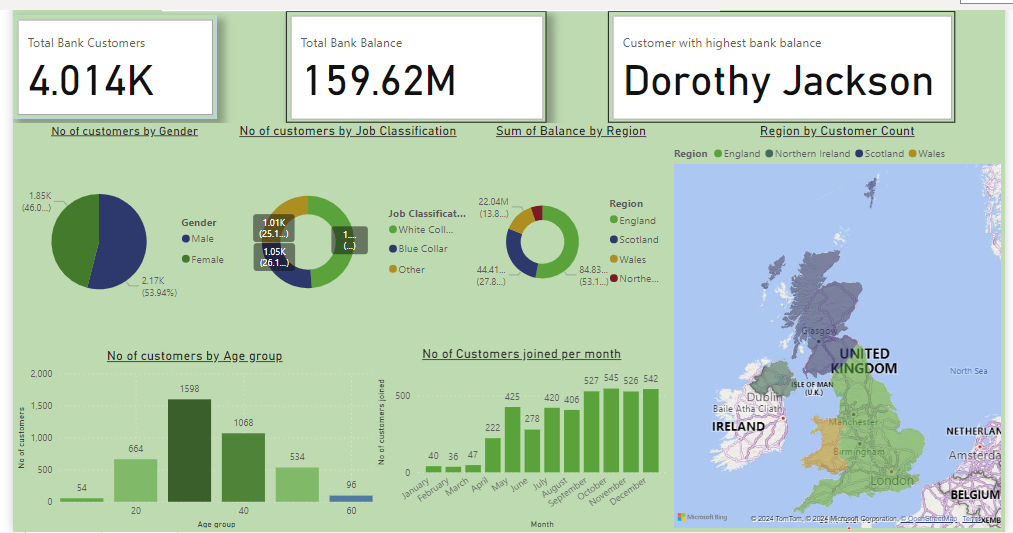 Total Bank Customers
4.014K
Total Bank Balance
159.62M
Customer with highest bank balance
Dorothy Jackson
No of customers by Gender
1.85K
(46.0...)
2.17K
(53.94%)
Gender
Male
Female
No of customers by Job Classification
1.01K
(25.1...)
1.05K
(26.1...)
1....
(...)
Job Classificat...
White Coll...
Blue Collar
Other
Sum of Balance by Region
22.04M
(13.8...)
44.41...
(27.8...)
84.83...
(53.1...)
Region
England
Scotland
Wales
Northe...
Region by Customer Count
Region England Northern Ireland Scotland Wales
Glasgow
UNITED
KINGDOM
North Sea
ISLE OF MAN
(U.K.)
Dublin
Baile Átha Cliath
IRELAND
Manchester
Birmingham
London
NETHERLAN
Amsterda
BELGIUM
XEMB
Microsoft Bing
© 2024 TomTom, © 2024 Microsoft Corporation, © OpenStreetMap Terms
No of customers by Age group
No of customers
2,000
1,500
1,000
500
0
54
664
1598
1068
534
96
20
40
60
Age group
No of Customers joined per month
No of customers joined
500
0
40
36
47
222
425
278
420
406
527
545
526
542
January
February
March
April
May
June
July
August
September
October
November
December
Month